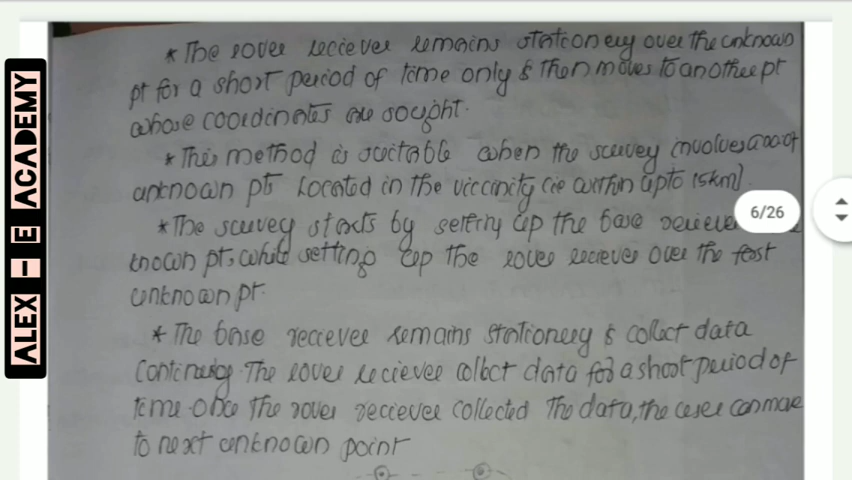 * The rover reciever remains stationery over the unknown
pt for a short period of time only & then moves to another pt
whose coordinates are sought.
* This method is suitable when the survey involves a no of
unknown pts located in the viccinity (ie within upto 15km)
* The survey starts by setting up the base reciever
known pt, while setting up the rover reciever over the first
unknown pt.
* The base reciever remains stationery & collect data
The rover reciever collect data for a short period of
time. Once the rover reciever collected the data, the user can move
to next unknown point
6/26
ALEX - E ACADEMY